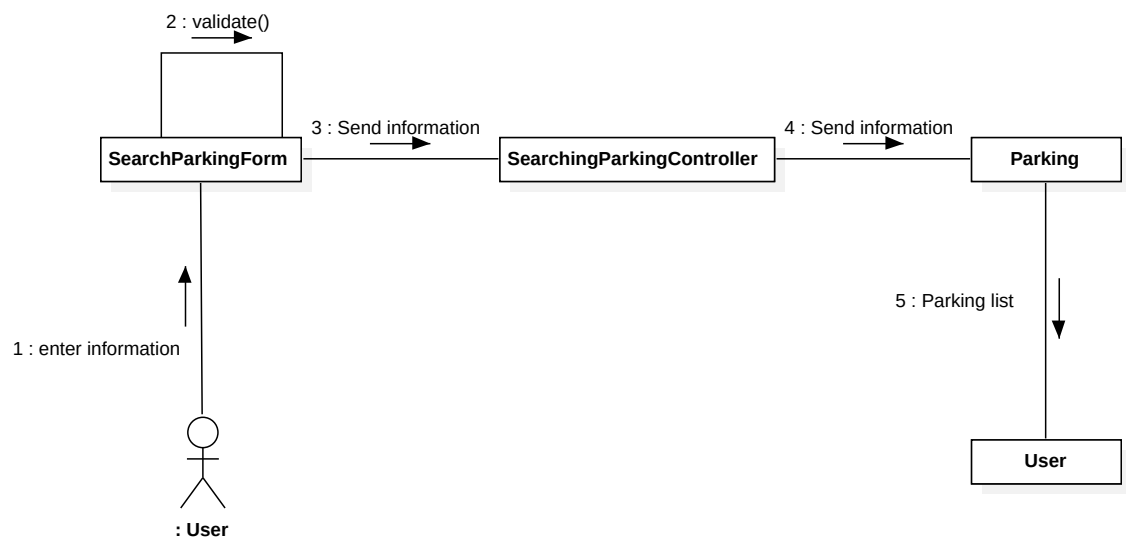 2 : validate()
3 : Send information
4 : Send information
SearchParkingForm
SearchingParkingController
Parking
5 : Parking list
1 : enter information
User
: User